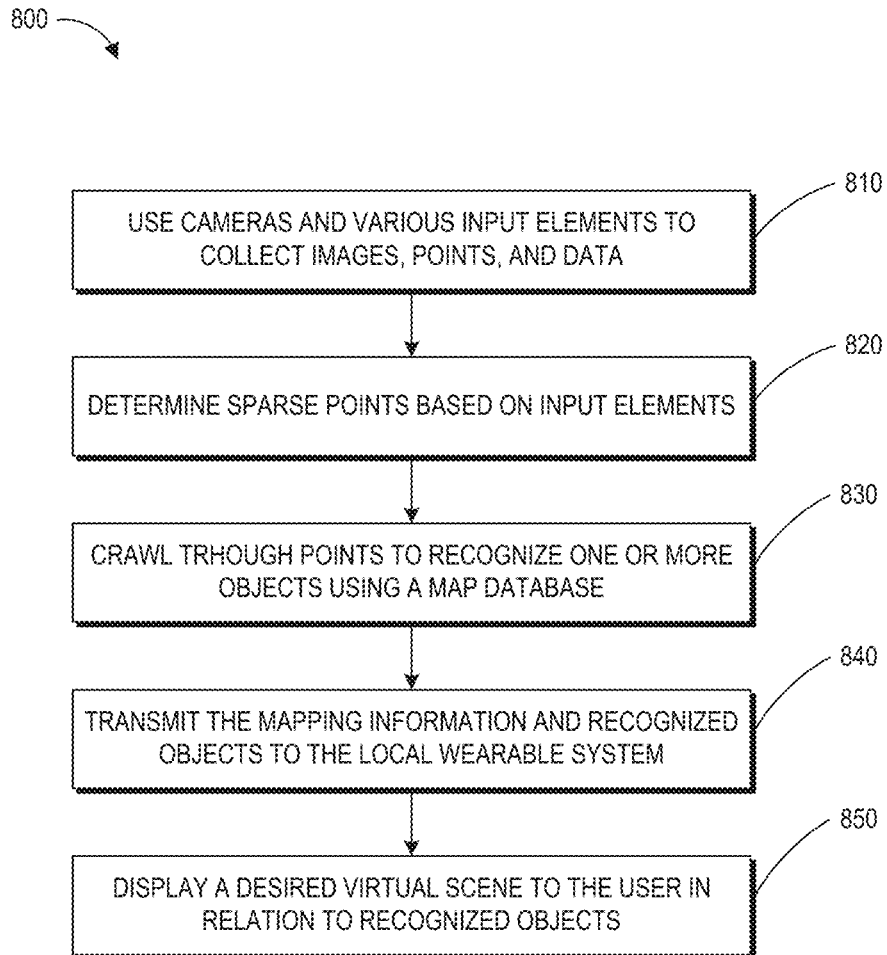 800
810
USE CAMERAS AND VARIOUS INPUT ELEMENTS TO
COLLECT IMAGES, POINTS, AND DATA
820
DETERMINE SPARSE POINTS BASED ON INPUT ELEMENTS
830
CRAWL TRHOUGH POINTS TO RECOGNIZE ONE OR MORE
OBJECTS USING A MAP DATABASE
840
TRANSMIT THE MAPPING INFORMATION AND RECOGNIZED
OBJECTS TO THE LOCAL WEARABLE SYSTEM
850
DISPLAY A DESIRED VIRTUAL SCENE TO THE USER IN
RELATION TO RECOGNIZED OBJECTS